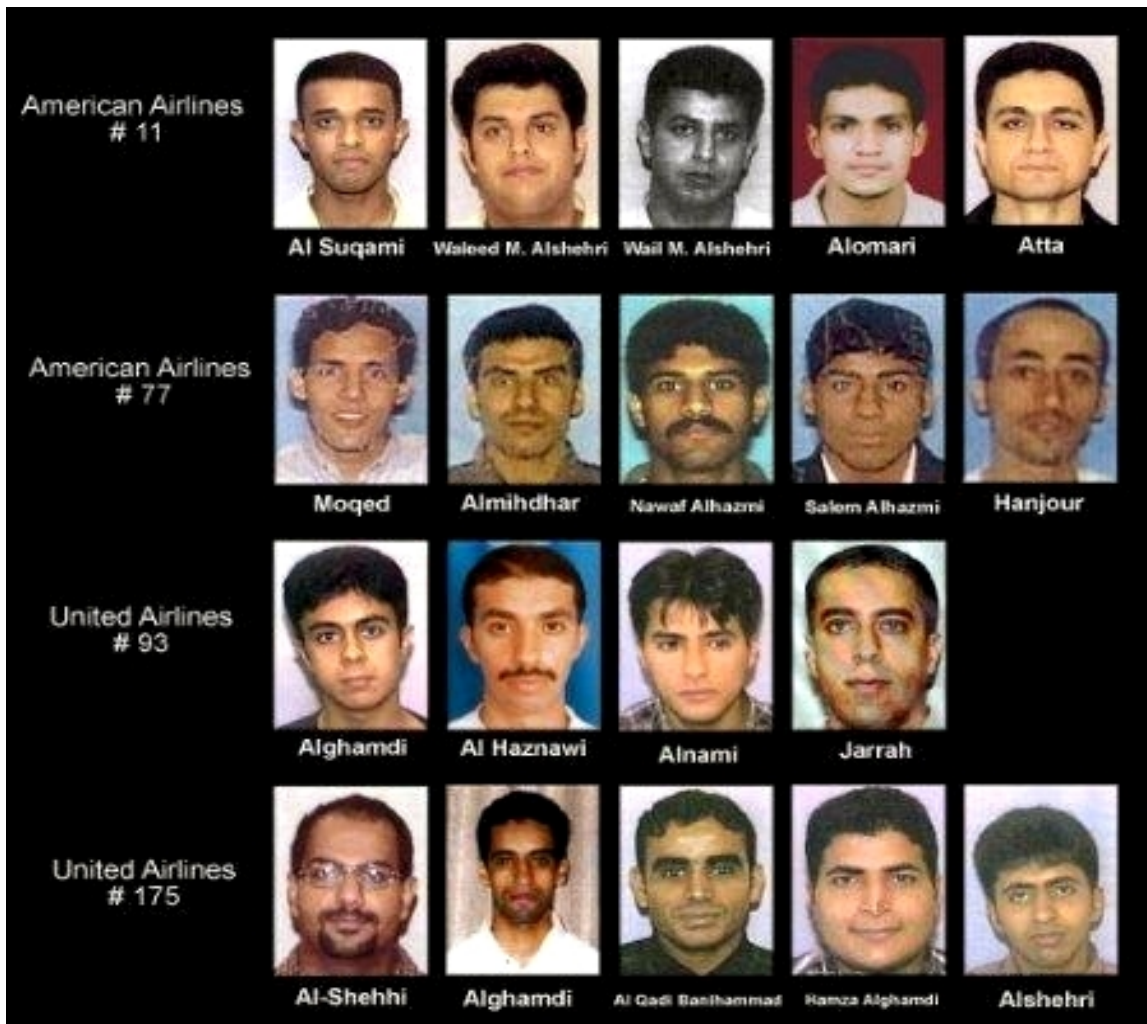 American Airlines
# 11
Al Suqami
Waleed M. Alshehri
Wail M. Alshehri
Alomari
Atta
American Airlines
# 77
Moqed
Almihdhar
Nawaf Alhazmi
Salem Alhazmi
Hanjour
United Airlines
# 93
Alghamdi
Al Haznawi
Alnami
Jarrah
United Airlines
# 175
Al-Shehhi
Alghamdi
Al Qadi Banihammad
Hamza Alghamdi
Alshehri